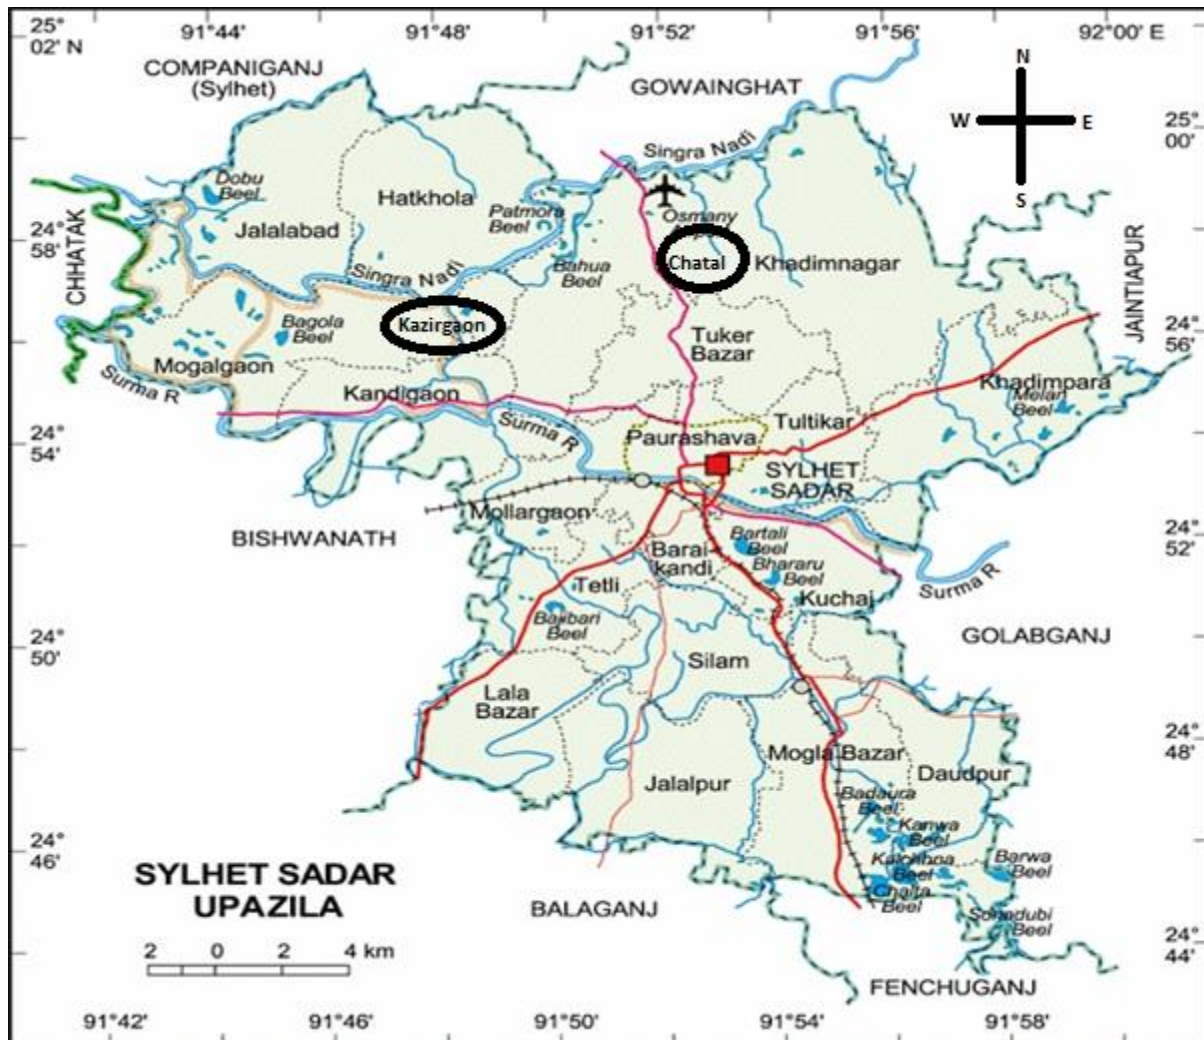 91°44'
91°48'
91°52'
91°56'
92°00' E
25°
02' N
COMPANIGANJ
(Sylhet)
GOWAINGHAT
N
W
E
S
25°
00'
Singra Nadi
Dobu
Beel
Hatkhola
Patmora
Beel
Osmany
24°
58'
Jalalabad
CHHATAK
Singra Nadi
Bahua
Beel
Chatal
Khadimnagar
JAINTIAPUR
Bagola
Beel
Kazirgaon
Tuker
Bazar
24°
56'
Mogalgaon
Surma R
Kandigaon
Khadimpara
Melan
Beel
24°
54'
Surma R
Paurashava
Tultikar
SYLHET
SADAR
BISHWANATH
Mollargaon
Bartali
Beel
24°
52'
Barai-
kandi
Bhararu
Beel
Tetli
Kuchai
Surma R
24°
50'
Baijbari
Beel
GOLABGANJ
Silam
Lala
Bazar
24°
48'
Mogla Bazar
Daudpur
Jalalpur
Badaura
Beel
Kanwa
Beel
24°
46'
Beel
Barwa
Beel
Chalta
Beel
SYLHET SADAR
UPAZILA
BALAGANJ
Beel
2 0 2 4 km
24°
44'
FENCHUGANJ
91°42'
91°46'
91°50'
91°54'
91°58'